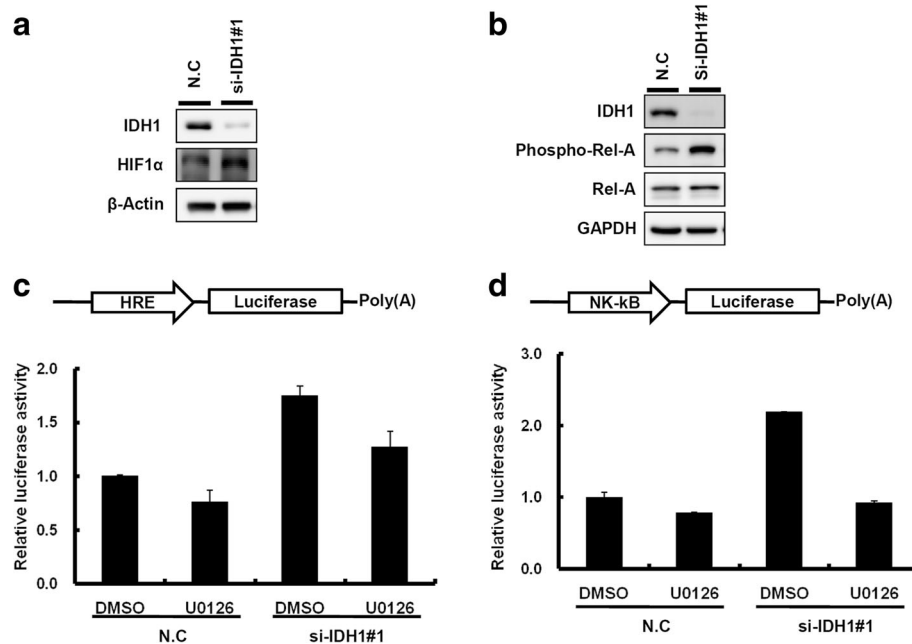 a
N.C
si-IDH1#1
IDH1
HIF1α
β-Actin
b
N.C
Si-IDH1#1
IDH1
Phospho-Rel-A
Rel-A
GAPDH
c
HRE
Luciferase
Poly(A)
Relative luciferase astivity
2.0
1.5
1.0
0.5
0.0
DMSO
U0126
DMSO
U0126
N.C
si-IDH1#1
d
NK-kB
Luciferase
Poly(A)
Relative luciferase astivity
3.0
2.0
1.0
0.0
DMSO
U0126
DMSO
U0126
N.C
si-IDH1#1